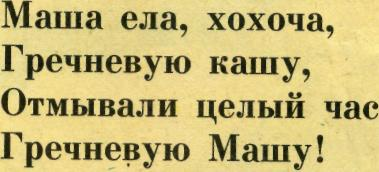 Маша ела, хохоча,
Гречневую кашу,
Отмывали целый час
Гречневую Машу!